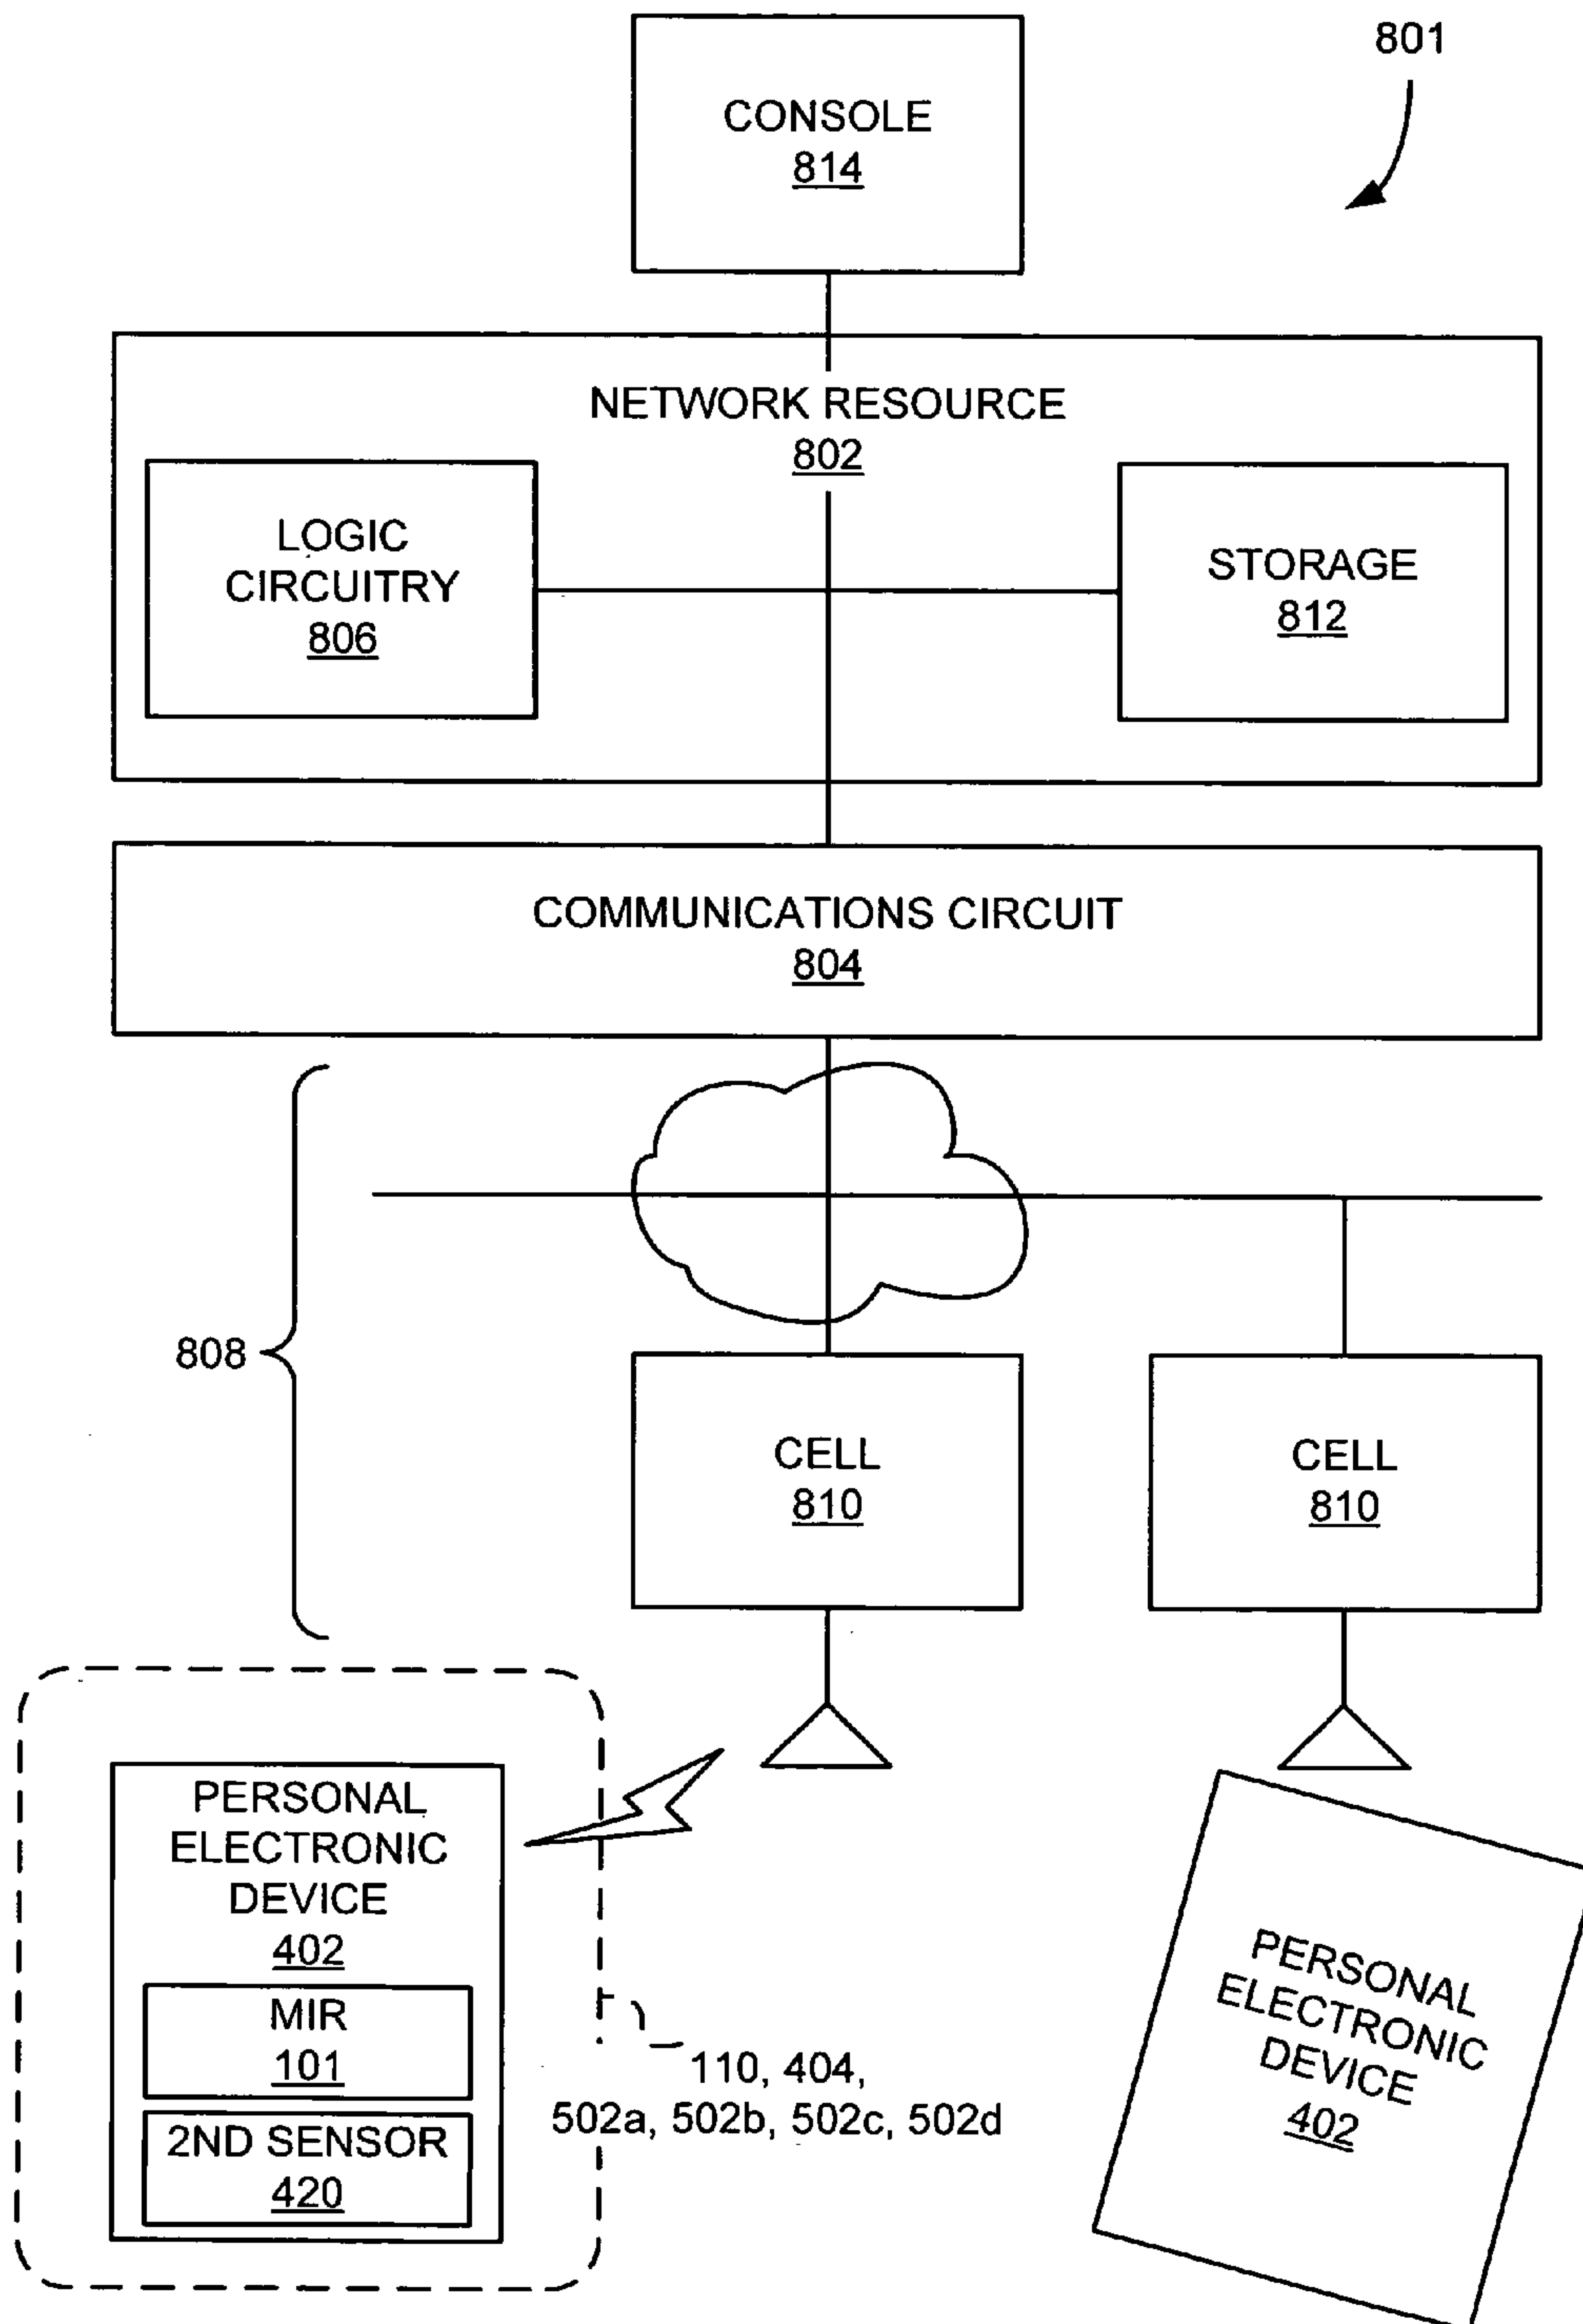 801
CONSOLE
814
NETWORK RESOURCE
802
LOGIC
CIRCUITRY
806
STORAGE
812
COMMUNICATIONS CIRCUIT
804
808
CELL
810
CELL
810
PERSONAL
ELECTRONIC
DEVICE
402
MIR
101
2ND SENSOR
420
110, 404,
502a, 502b, 502c, 502d
PERSONAL
ELECTRONIC
DEVICE
402